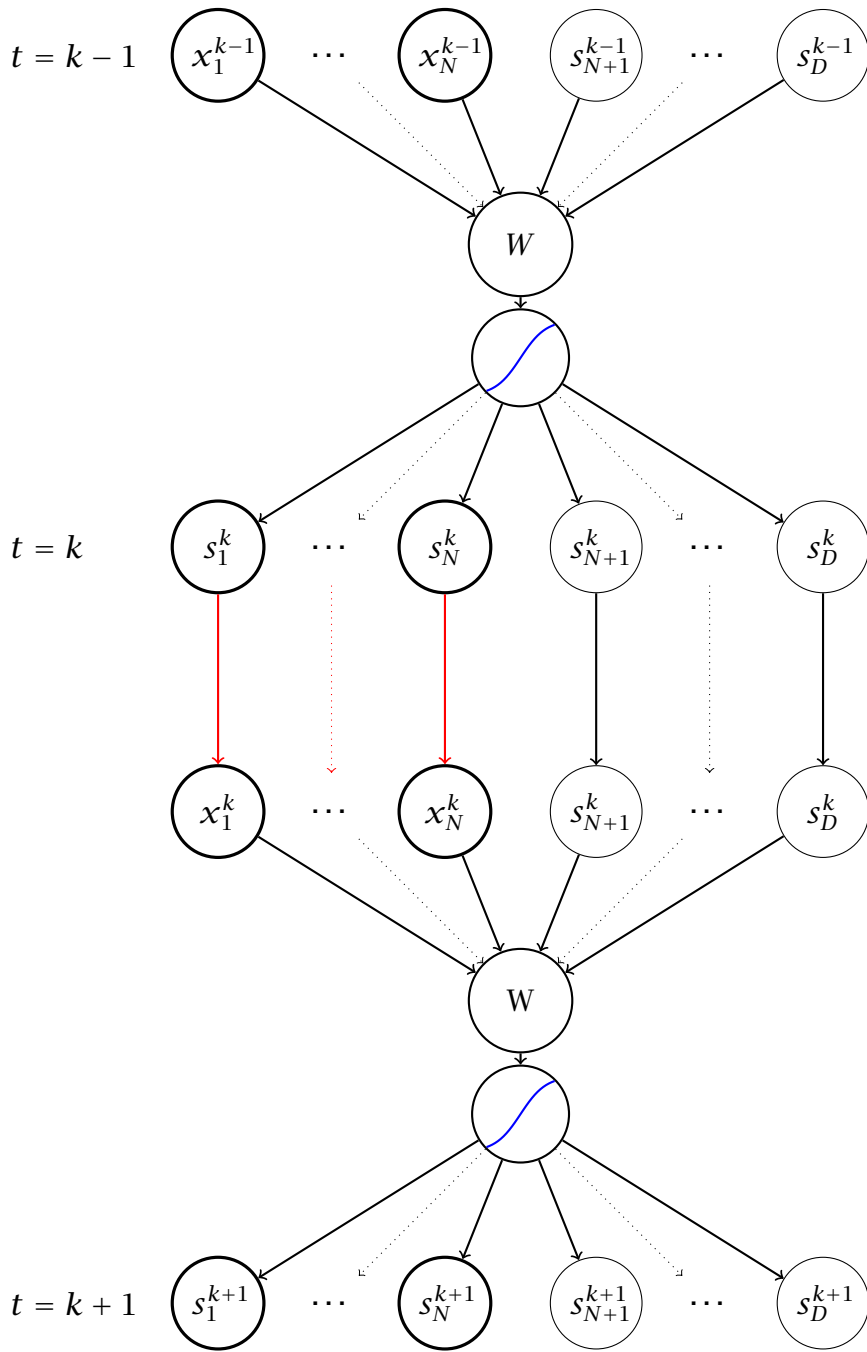 t = k − 1 x_1^{k−1} ··· x_N^{k−1} s_{N+1}^{k−1} ··· s_D^{k−1}
W
t = k s_1^k ··· s_N^k s_{N+1}^k ··· s_D^k
x_1^k ··· x_N^k s_{N+1}^k ··· s_D^k
W
t = k + 1 s_1^{k+1} ··· s_N^{k+1} s_{N+1}^{k+1} ··· s_D^{k+1}